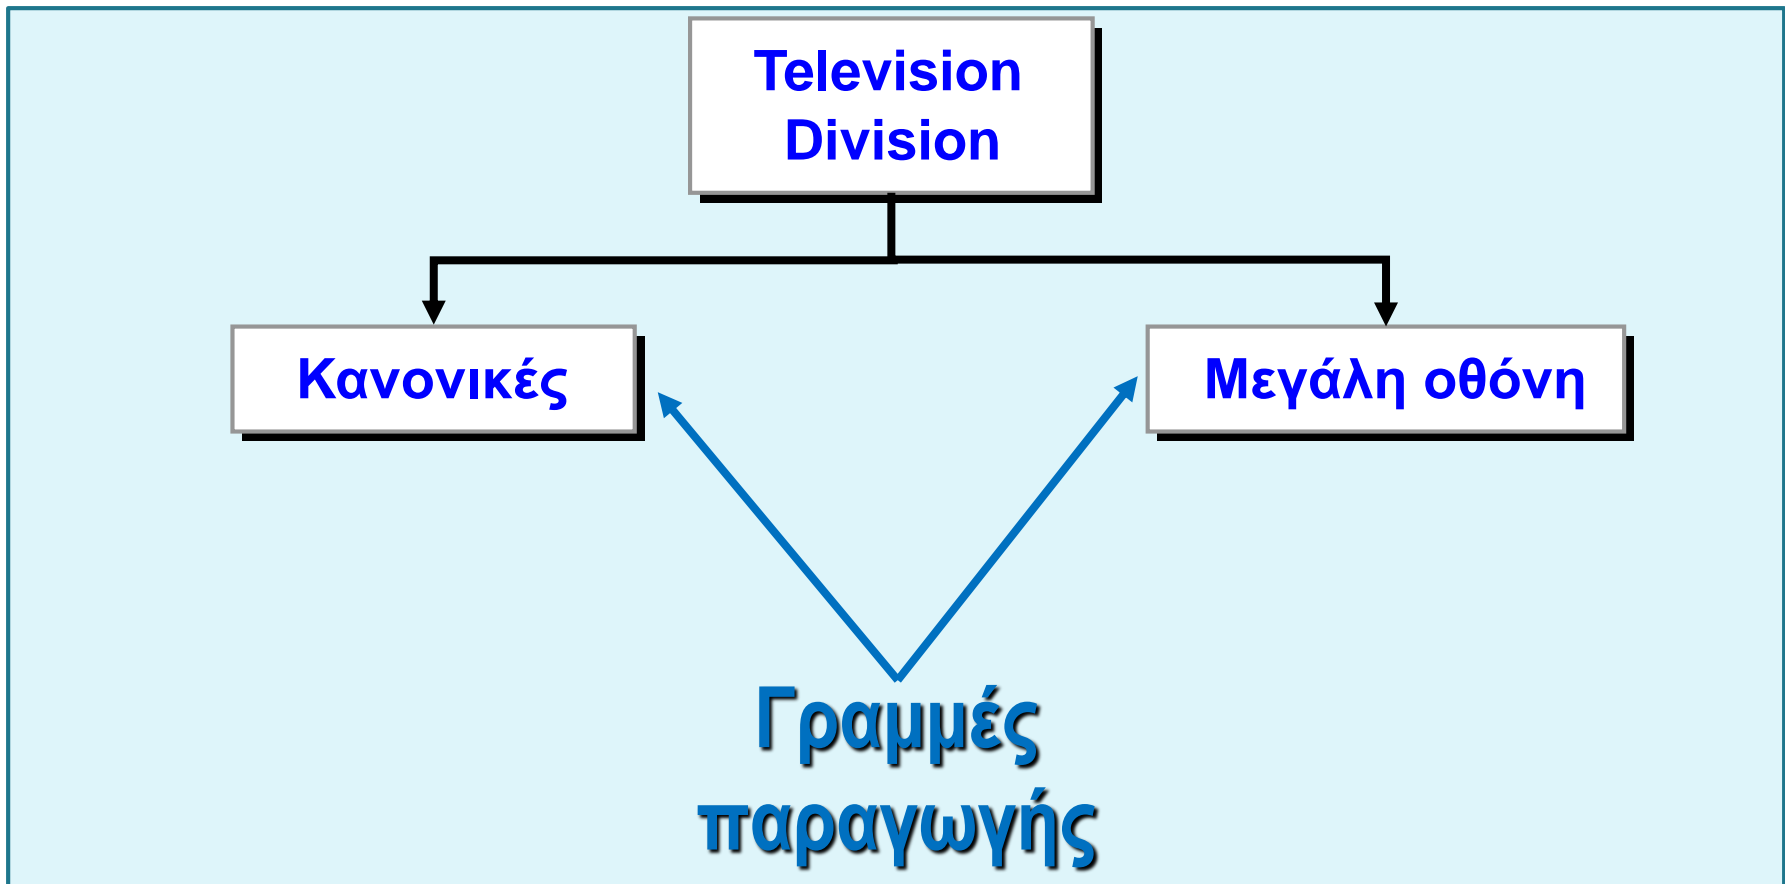 Television
Division
Κανονικές
Μεγάλη οθόνη
Γραμμές
παραγωγής